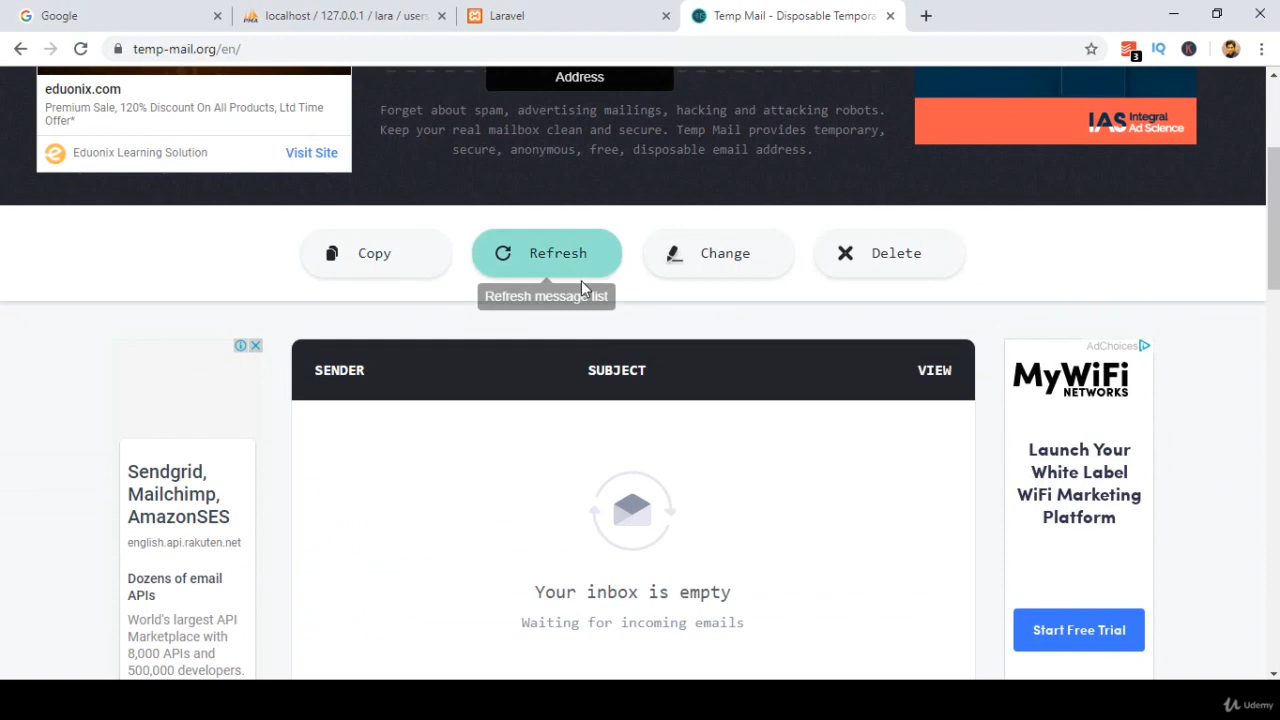 Google
localhost / 127.0.0.1 / lara / users
Laravel
Temp Mail - Disposable Tempora
temp-mail.org/en/
3
IQ
K
eduonix.com
Premium Sale, 120% Discount On All Products, Ltd Time
Offer*
Eduonix Learning Solution
Visit Site
Address
Forget about spam, advertising mailings, hacking and attacking robots.
Keep your real mailbox clean and secure. Temp Mail provides temporary,
secure, anonymous, free, disposable email address.
IAS Integral
Ad Science
Copy
Refresh
Change
Delete
Refresh message list
SENDER
SUBJECT
VIEW
Your inbox is empty
Waiting for incoming emails
Sendgrid,
Mailchimp,
AmazonSES
english.api.rakuten.net
Dozens of email
APIs
World's largest API
Marketplace with
8,000 APIs and
500,000 developers.
AdChoices
MyWiFi
NETWORKS
Launch Your
White Label
WiFi Marketing
Platform
Start Free Trial
Udemy